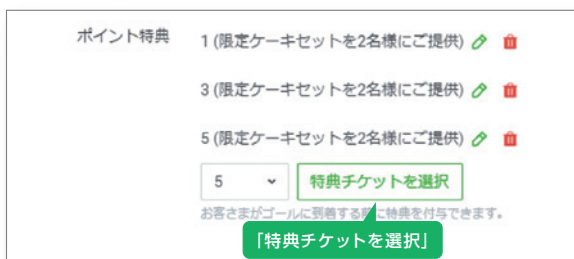 ポイント特典
1 (限定ケーキセットを2名様にご提供)
3 (限定ケーキセットを2名様にご提供)
5 (限定ケーキセットを2名様にご提供)
5 特典チケットを選択
お客さまがゴールに到着する前に特典を付与できます。
「特典チケットを選択」